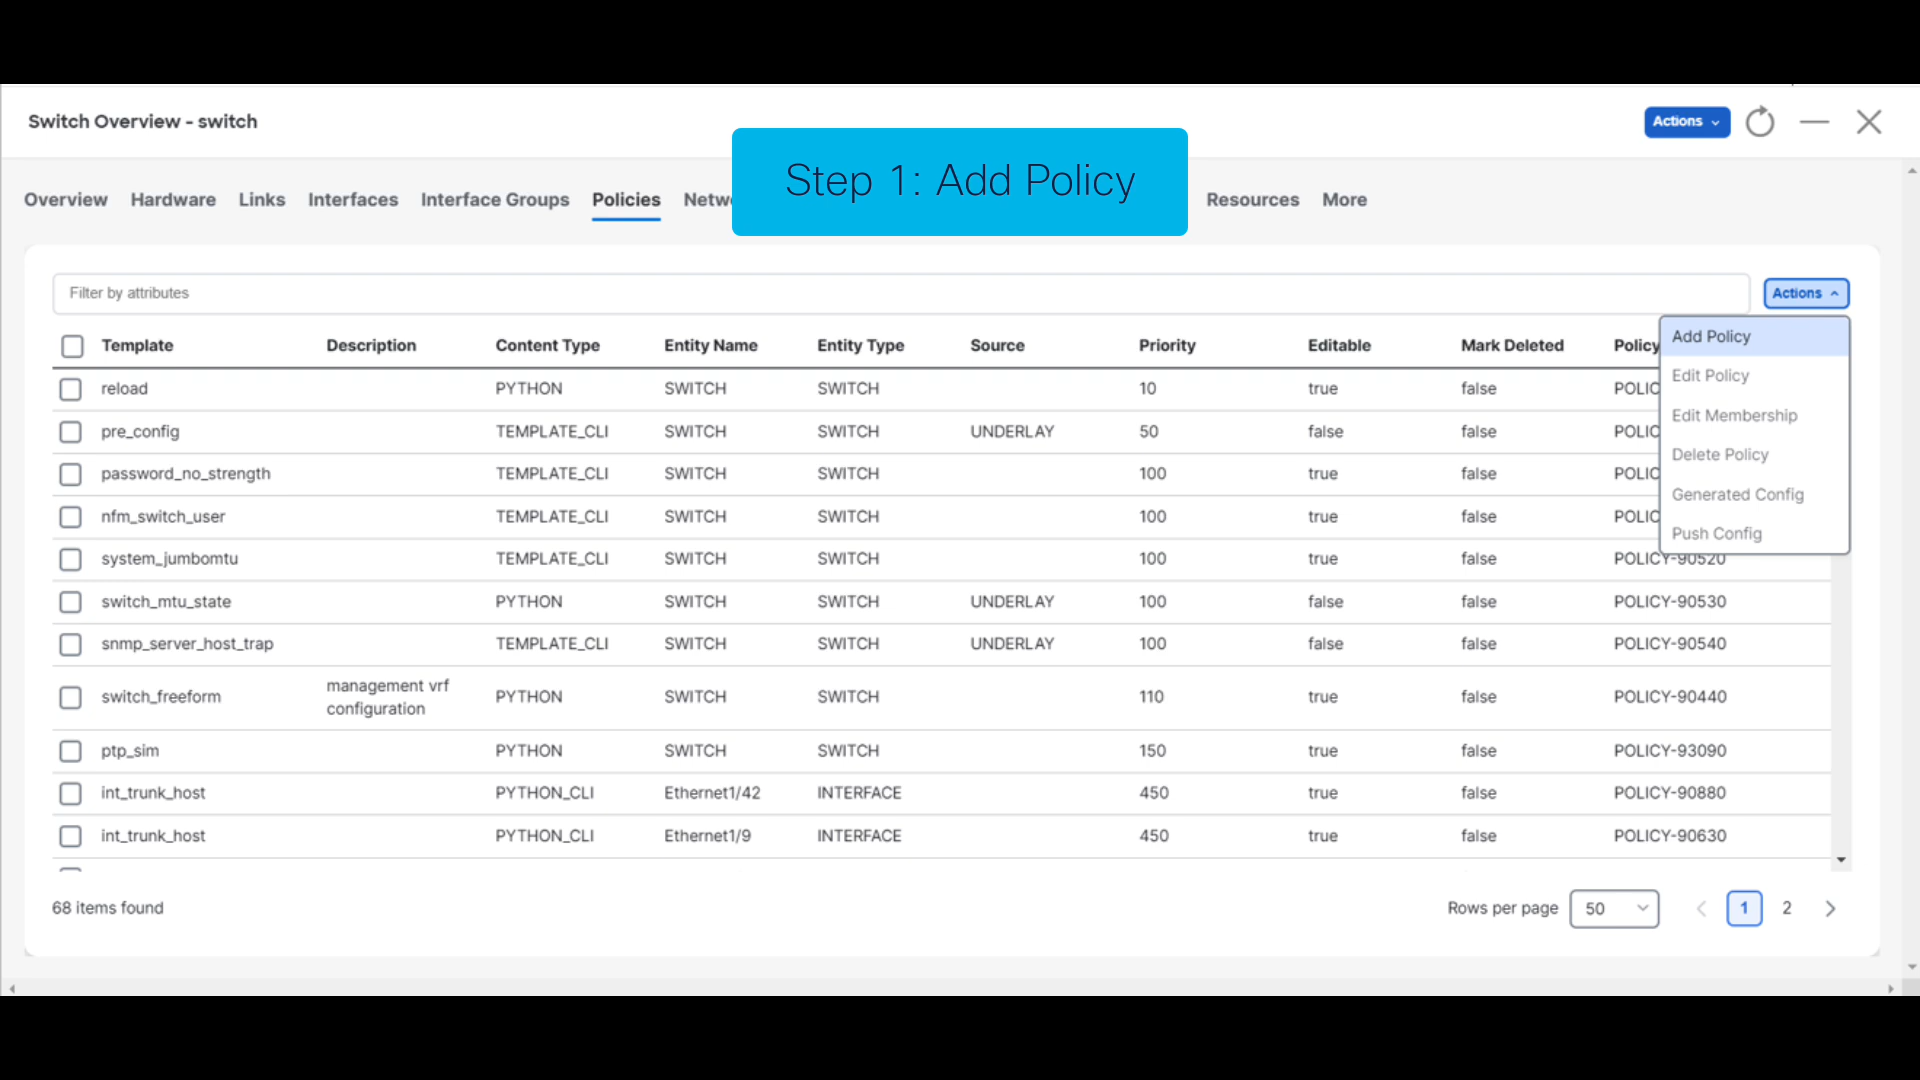 Switch Overview - switch
Actions
Step 1: Add Policy
Overview Hardware Links Interfaces Interface Groups Policies Netw Resources More
Filter by attributes
Actions
Template Description Content Type Entity Name Entity Type Source Priority Editable Mark Deleted Policy
Add Policy
Edit Policy
Edit Membership
Delete Policy
Generated Config
Push Config
reload PYTHON SWITCH SWITCH 10 true false POLIC
pre_config TEMPLATE_CLI SWITCH SWITCH UNDERLAY 50 false false POLIC
password_no_strength TEMPLATE_CLI SWITCH SWITCH 100 true false POLIC
nfm_switch_user TEMPLATE_CLI SWITCH SWITCH 100 true false POLIC
system_jumbomtu TEMPLATE_CLI SWITCH SWITCH 100 true false POLICY-90520
switch_mtu_state PYTHON SWITCH SWITCH UNDERLAY 100 false false POLICY-90530
snmp_server_host_trap TEMPLATE_CLI SWITCH SWITCH UNDERLAY 100 false false POLICY-90540
switch_freeform management vrf configuration PYTHON SWITCH SWITCH 110 true false POLICY-90440
ptp_sim PYTHON SWITCH SWITCH 150 true false POLICY-93090
int_trunk_host PYTHON_CLI Ethernet1/42 INTERFACE 450 true false POLICY-90880
int_trunk_host PYTHON_CLI Ethernet1/9 INTERFACE 450 true false POLICY-90630
68 items found Rows per page 50 1 2